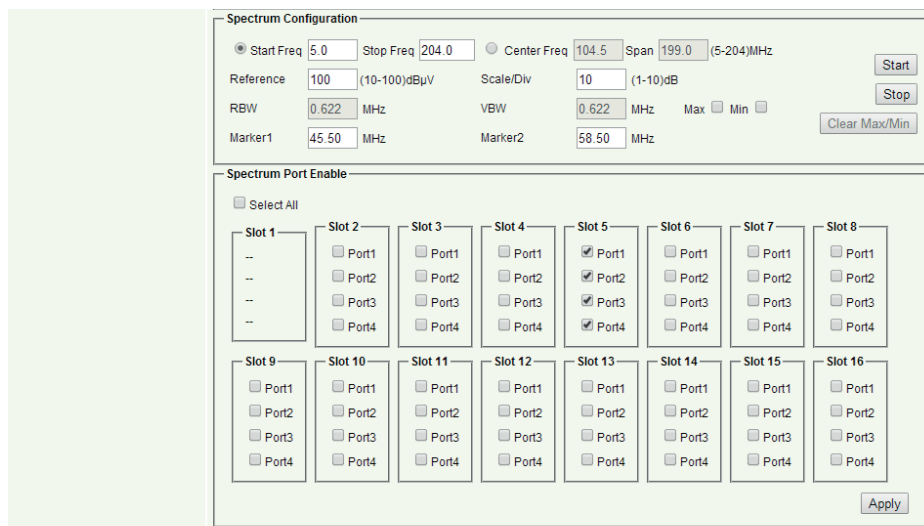 Spectrum Configuration
Start Freq 5.0 Stop Freq 204.0 Center Freq 104.5 Span 199.0 (5-204)MHz
Start
Reference 100 (10-100)dBµV Scale/Div 10 (1-10)dB
Stop
RBW 0.622 MHz VBW 0.622 MHz Max Min
Clear Max/Min
Marker1 45.50 MHz Marker2 58.50 MHz
Spectrum Port Enable
Select All
Slot 1 Slot 2 Slot 3 Slot 4 Slot 5 Slot 6 Slot 7 Slot 8
-- Port1 Port1 Port1 Port1 Port1 Port1 Port1
-- Port2 Port2 Port2 Port2 Port2 Port2 Port2
-- Port3 Port3 Port3 Port3 Port3 Port3 Port3
-- Port4 Port4 Port4 Port4 Port4 Port4 Port4
Slot 9 Slot 10 Slot 11 Slot 12 Slot 13 Slot 14 Slot 15 Slot 16
Port1 Port1 Port1 Port1 Port1 Port1 Port1 Port1
Port2 Port2 Port2 Port2 Port2 Port2 Port2 Port2
Port3 Port3 Port3 Port3 Port3 Port3 Port3 Port3
Port4 Port4 Port4 Port4 Port4 Port4 Port4 Port4
Apply